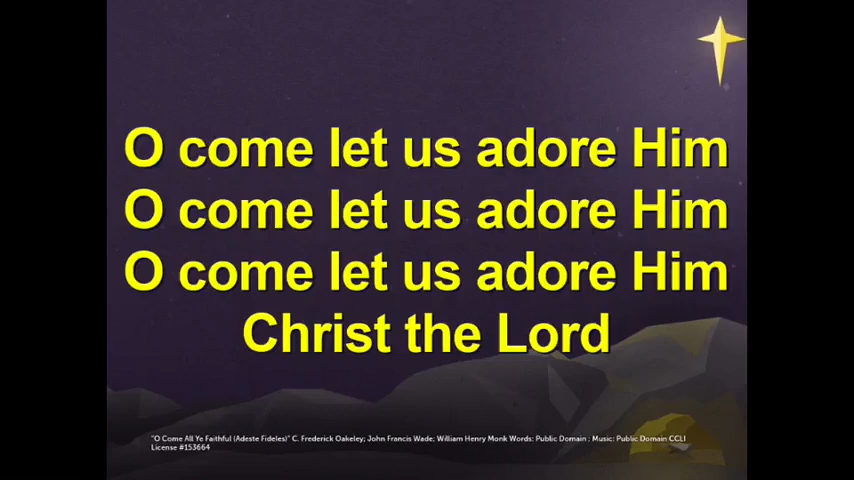 O come let us adore Him
O come let us adore Him
O come let us adore Him
Christ the Lord
"O Come All Ye Faithful (Adeste Fideles)" C. Frederick Oakeley; John Francis Wade; William Henry Monk Words: Public Domain ; Music: Public Domain CCLI
License #153664